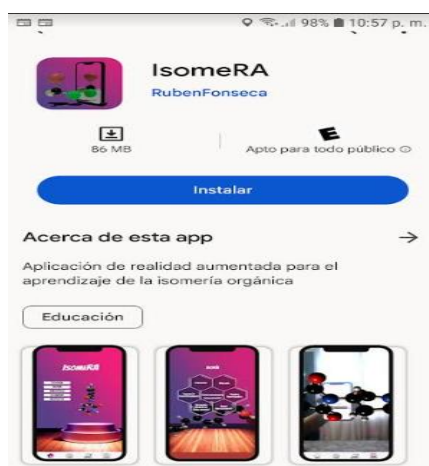 98% 10:57 p. m.
IsomeRA
RubenFonseca
86 MB
E
Apto para todo público
Instalar
Acerca de esta app
Aplicación de realidad aumentada para el
aprendizaje de la isomería orgánica
Educación
IsomeRA